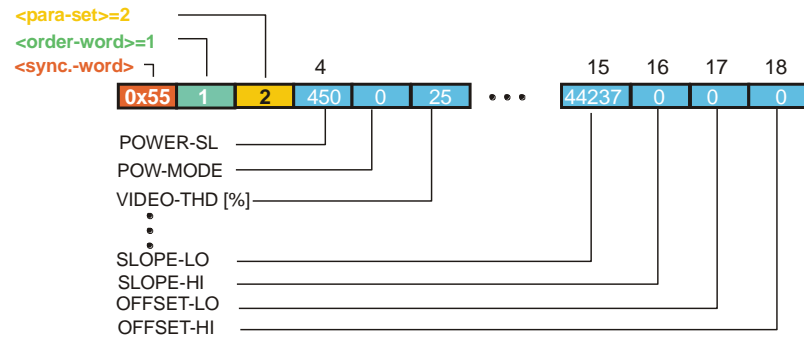 <para-set>=2
<order-word>=1
<sync.-word>
4 15 16 17 18
0x55 1 2 450 0 25 44237 0 0 0
POWER-SL
POW-MODE
VIDEO-THD [%]
SLOPE-LO
SLOPE-HI
OFFSET-LO
OFFSET-HI